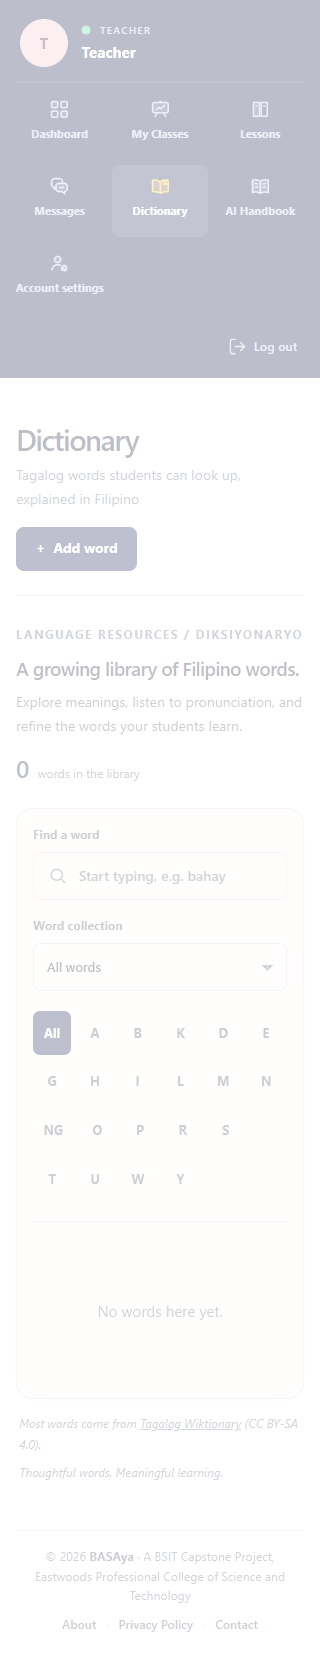 T
TEACHER
Teacher
Dashboard
My Classes
Lessons
Messages
Dictionary
AI Handbook
Account settings
Log out
Dictionary
Tagalog words students can look up,
explained in Filipino
+ Add word
LANGUAGE RESOURCES / DIKSIYONARYO
A growing library of Filipino words.
Explore meanings, listen to pronunciation, and
refine the words your students learn.
0 words in the library
Find a word
Start typing, e.g. bahay
Word collection
All words
All A B K D E
G H I L M N
NG O P R S
T U W Y
No words here yet.
Most words come from Tagalog Wiktionary (CC BY-SA
4.0).
Thoughtful words. Meaningful learning.
© 2026 BASAya · A BSIT Capstone Project,
Eastwoods Professional College of Science and
Technology
About · Privacy Policy · Contact